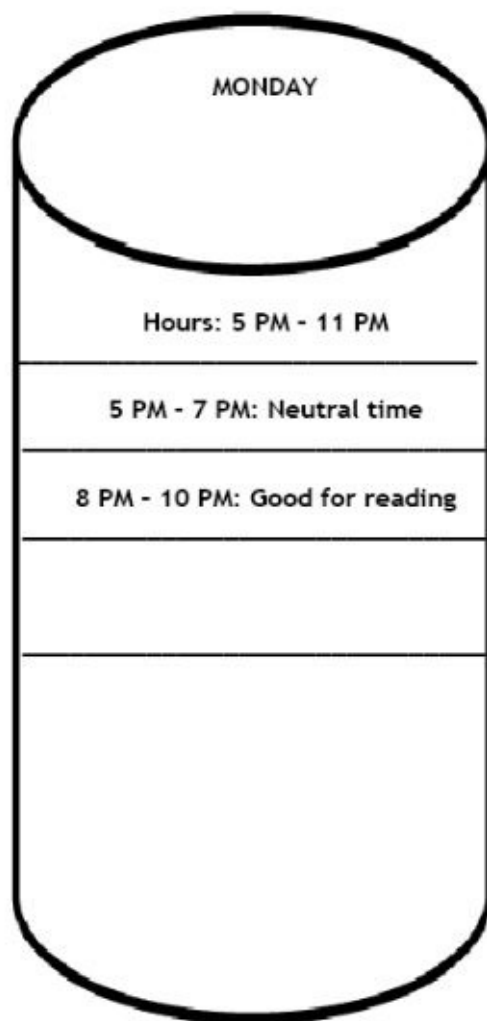 MONDAY
Hours: 5 PM - 11 PM
5 PM - 7 PM: Neutral time
8 PM - 10 PM: Good for reading